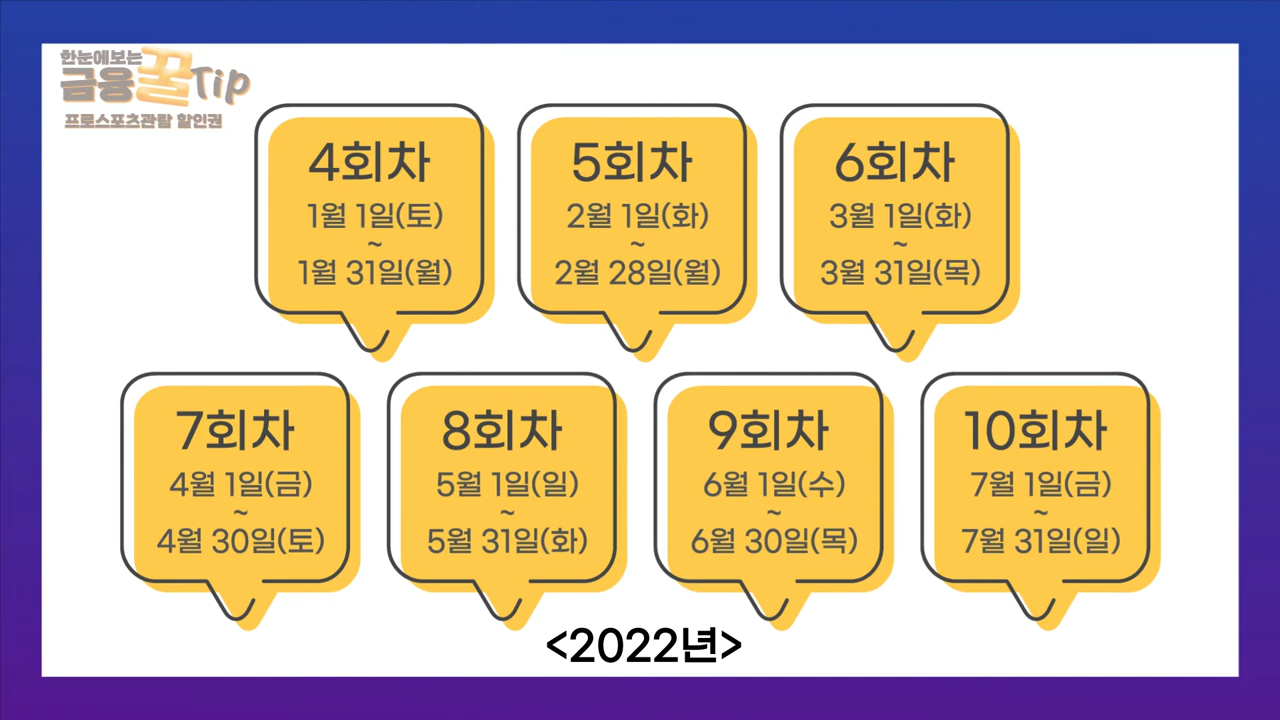 한눈에보는
금융꿀Tip
프로스포츠관람 할인권
4회차
1월 1일(토)
~
1월 31일(월)
5회차
2월 1일(화)
~
2월 28일(월)
6회차
3월 1일(화)
~
3월 31일(목)
7회차
4월 1일(금)
~
4월 30일(토)
8회차
5월 1일(일)
~
5월 31일(화)
9회차
6월 1일(수)
~
6월 30일(목)
10회차
7월 1일(금)
~
7월 31일(일)
<2022년>